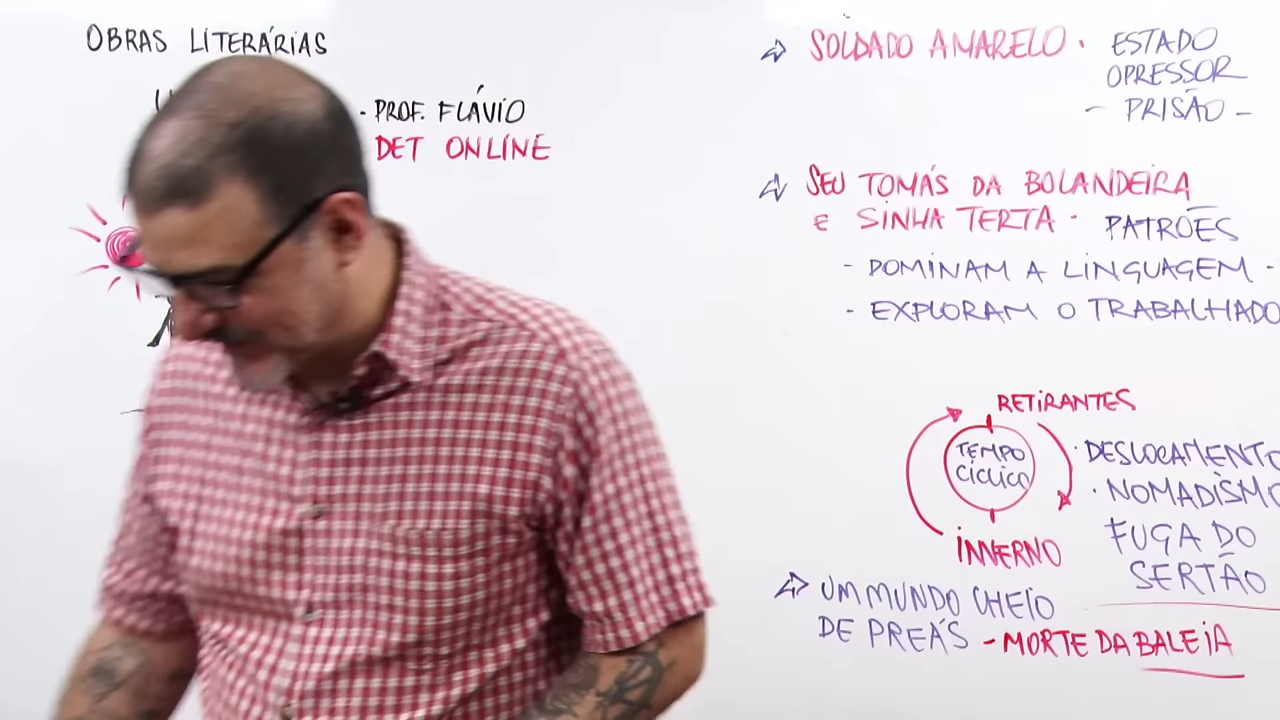 OBRAS LITERÁRIAS
- PROF. FLÁVIO
DET ONLINE
SOLDADO AMARELO · ESTADO
OPRESSOR
- PRISÃO -
SEU TOMÁS DA BOLANDEIRA
E SINHA TERTA · PATRÕES
- DOMINAM A LINGUAGEM -
- EXPLORAM O TRABALHADO
RETIRANTES
TEMPO
CÍCLICO
· DESLOCAMENTO
· NOMADISMO
FUGA DO
SERTÃO
INVERNO
UM MUNDO CHEIO
DE PREÁS - MORTE DA BALEIA